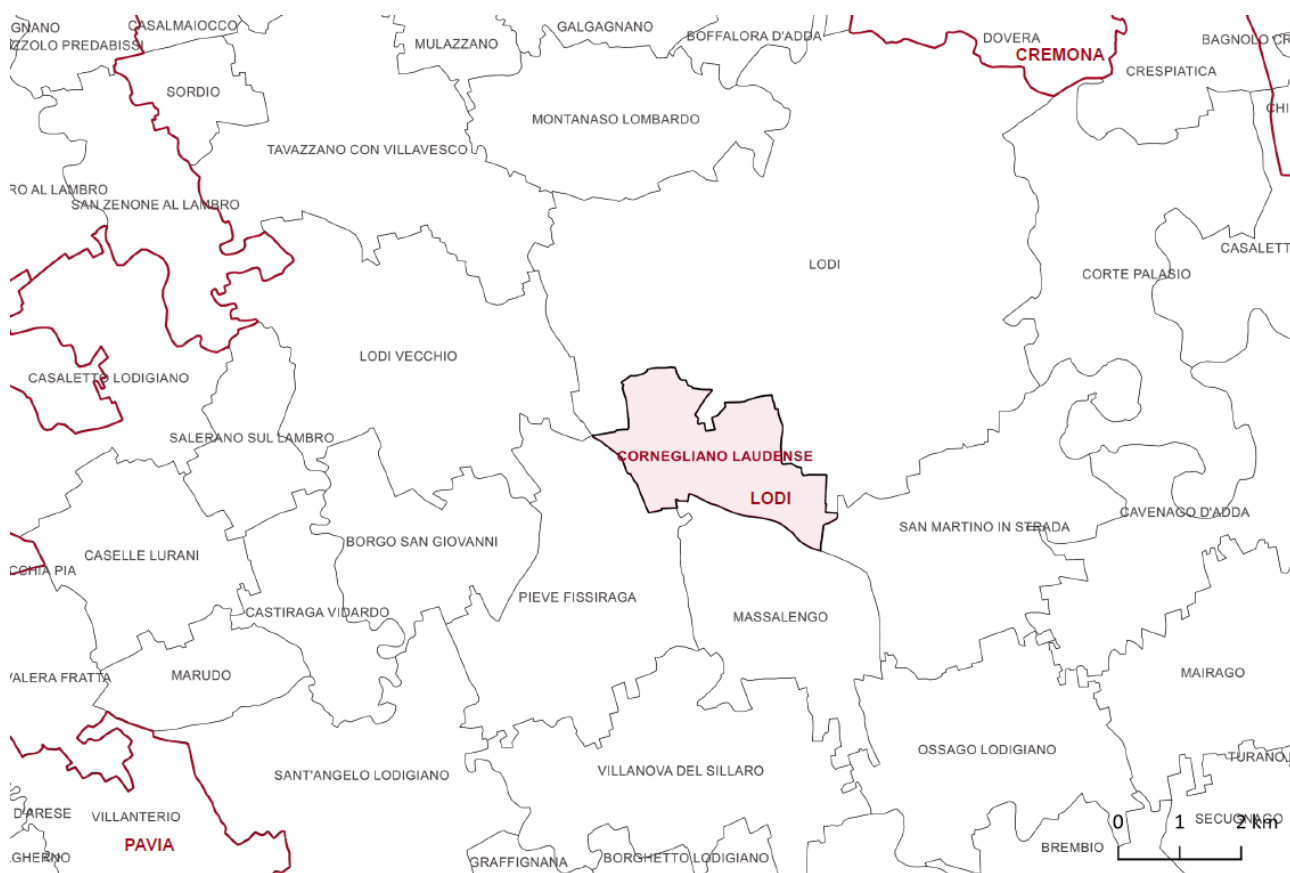 GNANO
CASALMAIOCCO
GALGAGNANO
BOFFALORA D'ADDA
DOVERA
BAGNOLO CR
ZZOLO PREDABISSI
MULAZZANO
CREMONA
CRESPIATICA
SORDIO
MONTANASO LOMBARDO
CHI
TAVAZZANO CON VILLAVESCO
RO AL LAMBRO
SAN ZENONE AL LAMBRO
CASALETT
LODI
CORTE PALASIO
LODI VECCHIO
CASALETTO LODIGIANO
SALERANO SUL LAMBRO
CORNEGLIANO LAUDENSE
LODI
CAVENAGO D'ADDA
SAN MARTINO IN STRADA
BORGO SAN GIOVANNI
CASELLE LURANI
CCHIA PIA
PIEVE FISSIRAGA
CASTIRAGA VIDARDO
MASSALENGO
MARUDO
VALERA FRATTA
MAIRAGO
OSSAGO LODIGIANO
TURANO
SANT'ANGELO LODIGIANO
VILLANOVA DEL SILLARO
D'ARESE
VILLANTERIO
SECUGNAGO
0 1 2 km
PAVIA
BREMBIO
GHERNO
GRAFFIGNANA
BORGHETTO LODIGIANO